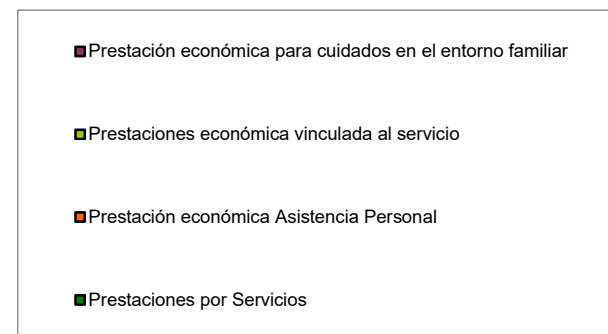 Prestación económica para cuidados en el entorno familiar
Prestaciones económica vinculada al servicio
Prestación económica Asistencia Personal
Prestaciones por Servicios